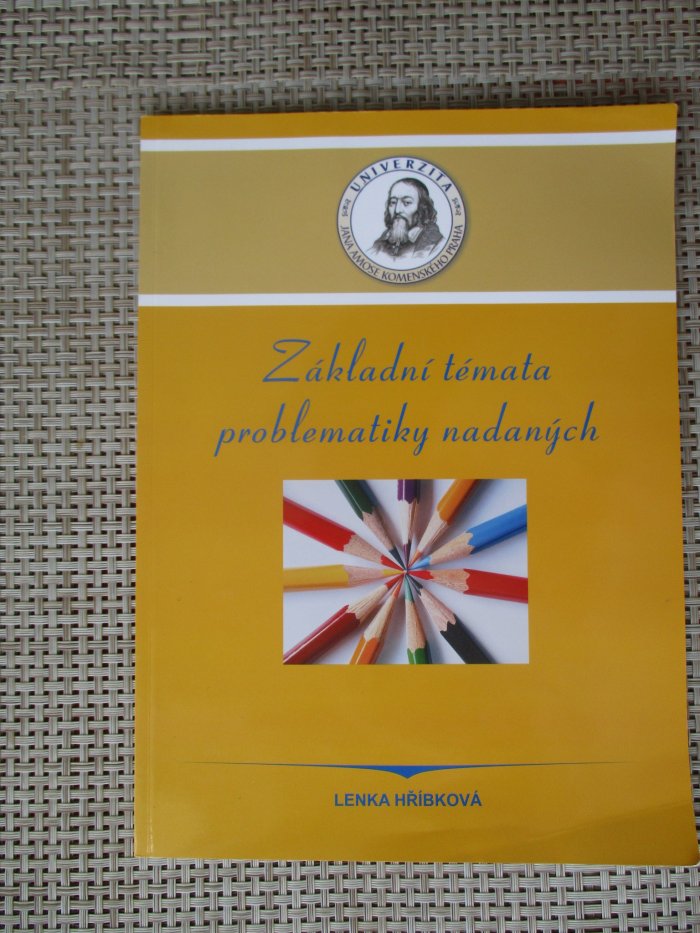 UNIVERZITA
JANA AMOSE KOMENSKÉHO PRAHA
Základní témata
problematiky nadaných
LENKA HŘÍBKOVÁ